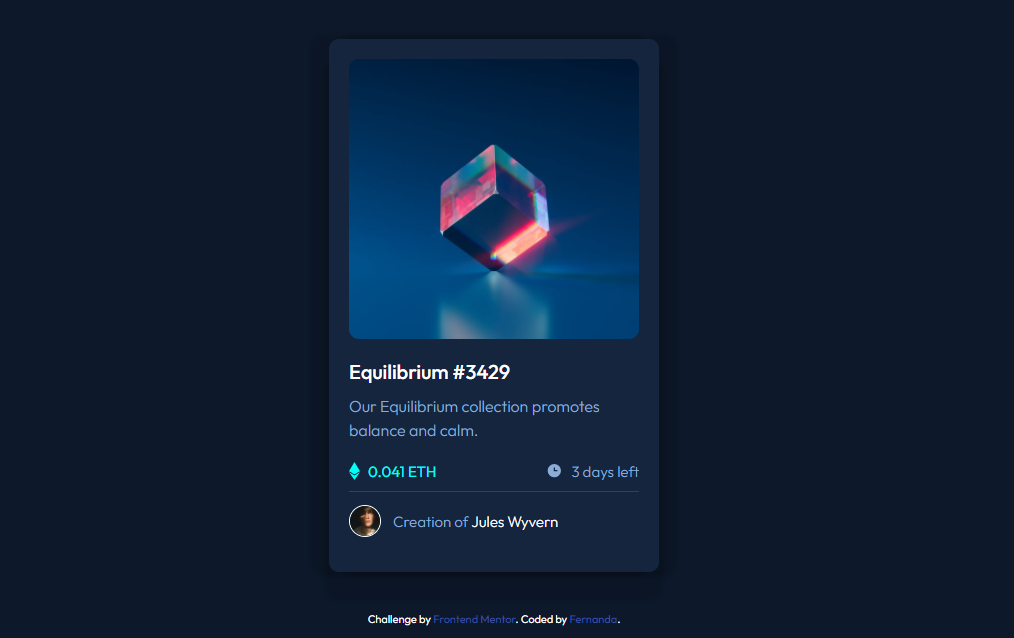 Equilibrium #3429
Our Equilibrium collection promotes
balance and calm.
0.041 ETH
3 days left
Creation of Jules Wyvern
Challenge by Frontend Mentor. Coded by Fernanda.